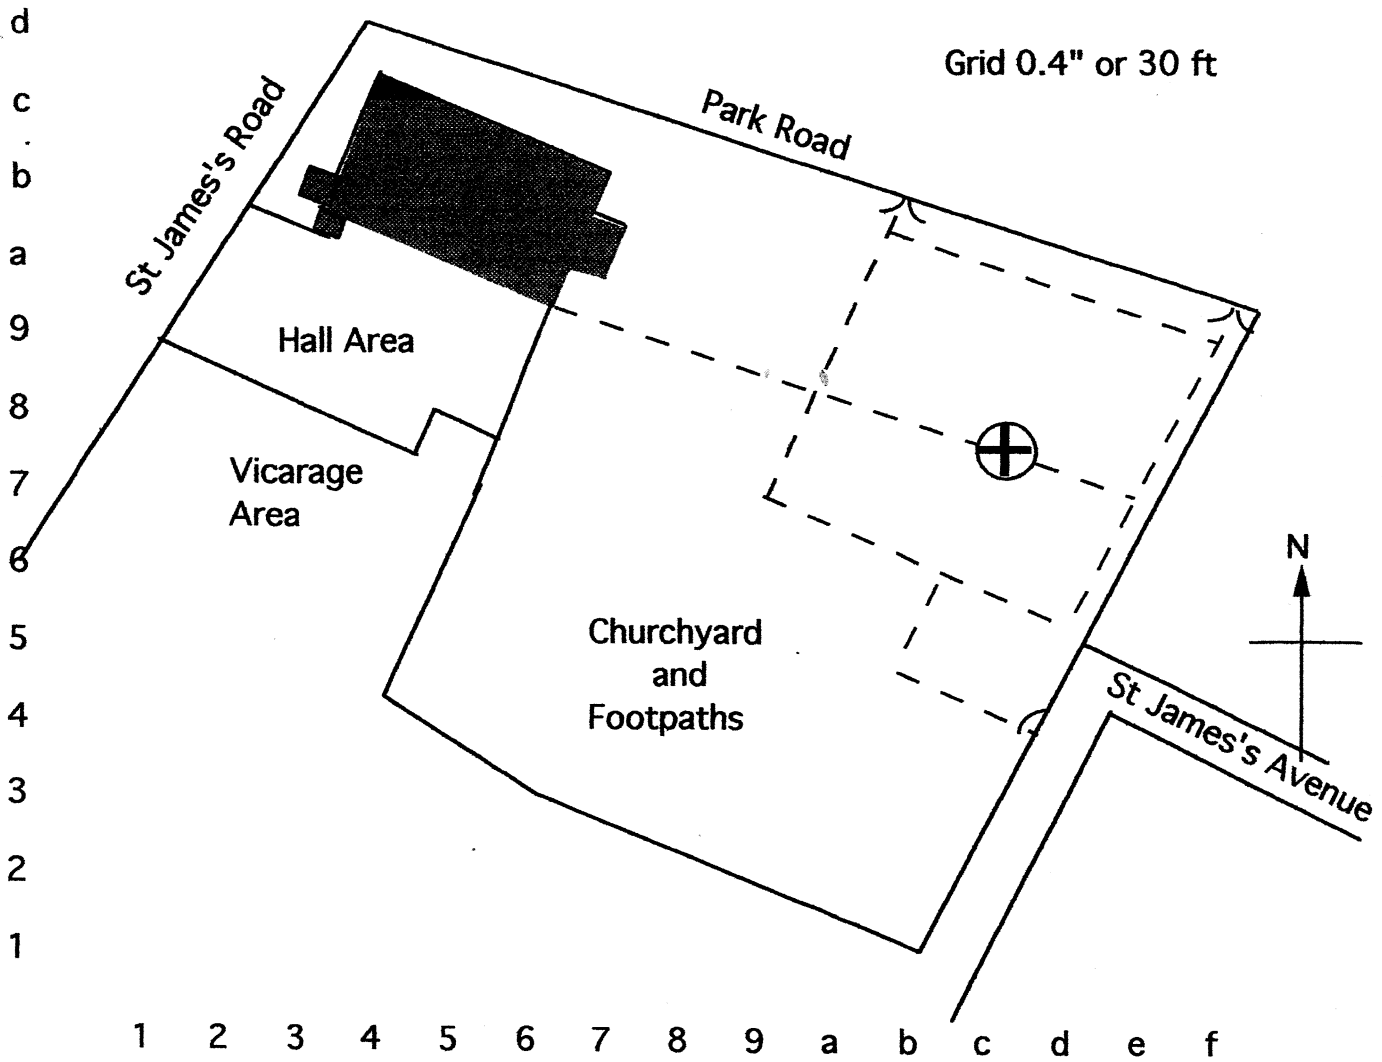 d
Grid 0.4" or 30 ft
c
Park Road
St James's Road
b
a
9
Hall Area
8
Vicarage
Area
7
N
6
Churchyard
and
Footpaths
5
St James's Avenue
4
3
2
1
1 2 3 4 5 6 7 8 9 a b c d e f